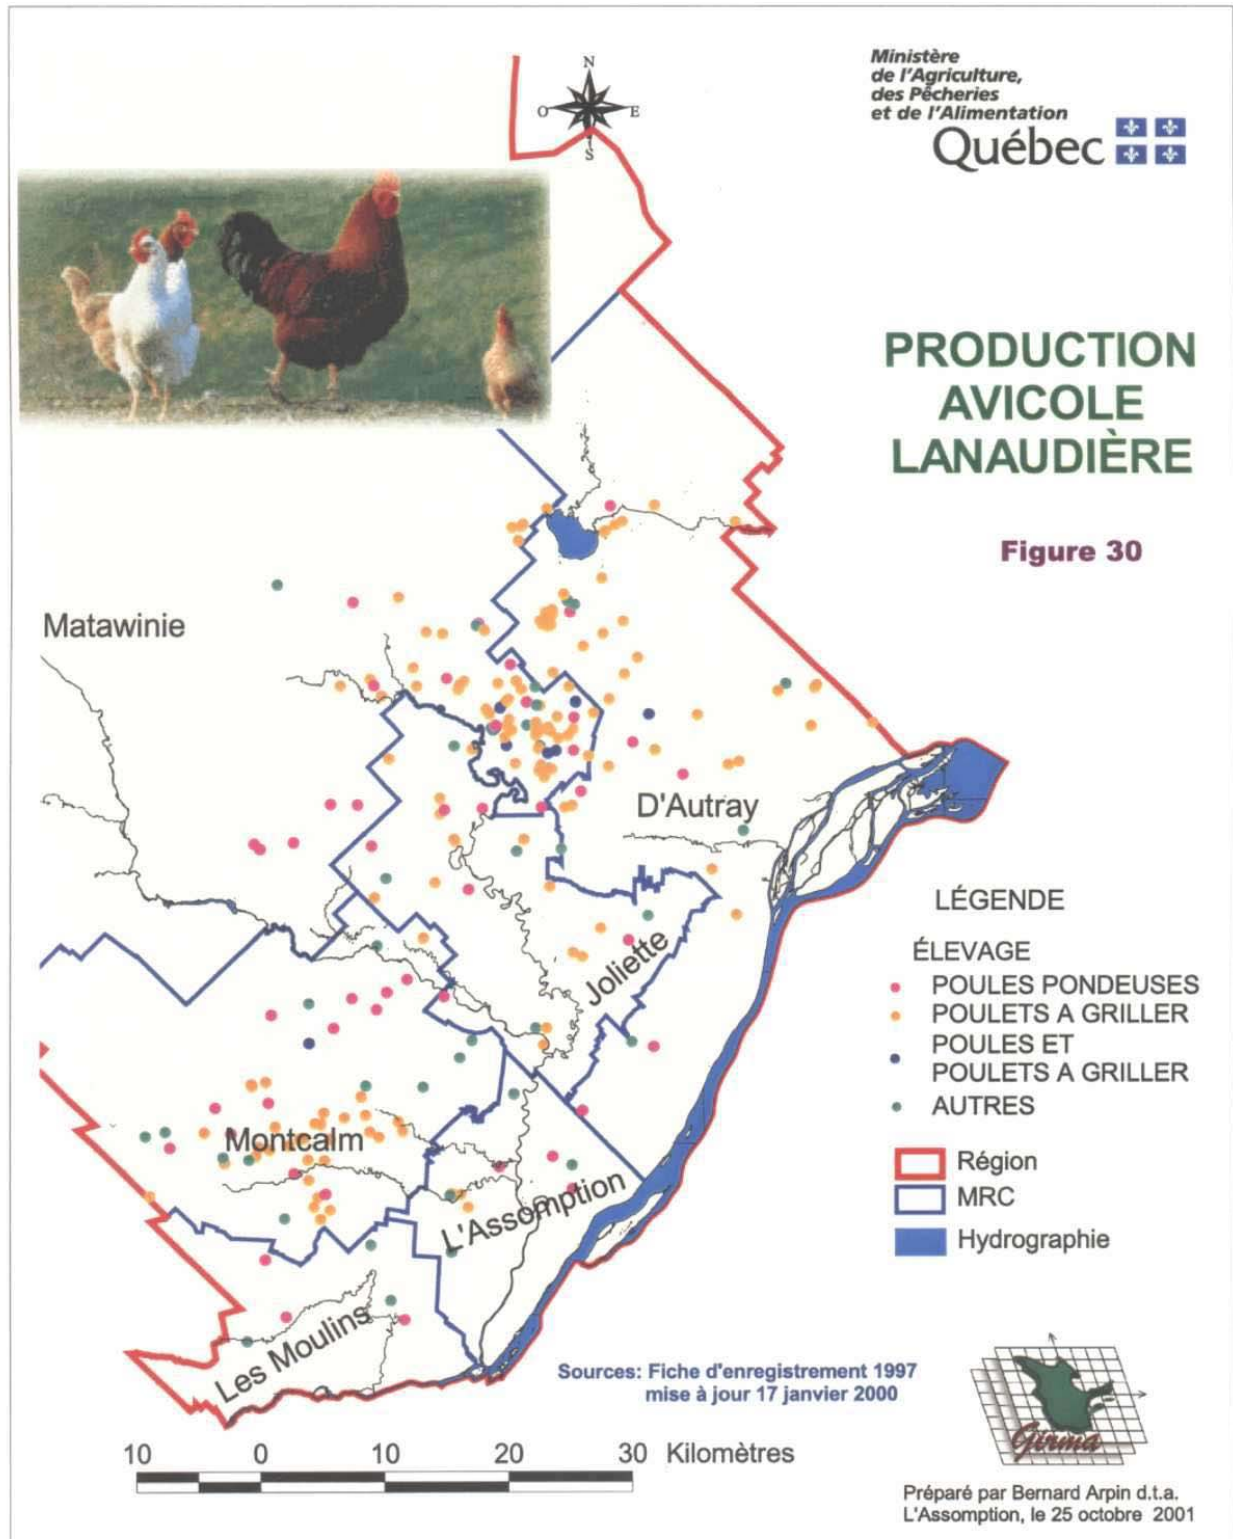 Ministère
de l'Agriculture,
des Pêcheries
et de l'Alimentation
Québec
N
O
E
S
PRODUCTION
AVICOLE
LANAUDIÈRE
Figure 30
Matawinie
D'Autray
Joliette
Montcalm
L'Assomption
Les Moulins
LÉGENDE
ÉLEVAGE
POULES PONDEUSES
POULETS A GRILLER
POULES ET
POULETS A GRILLER
AUTRES
Région
MRC
Hydrographie
Sources: Fiche d'enregistrement 1997
mise à jour 17 janvier 2000
10 0 10 20 30 Kilomètres
Girma
Préparé par Bernard Arpin d.t.a.
L'Assomption, le 25 octobre 2001